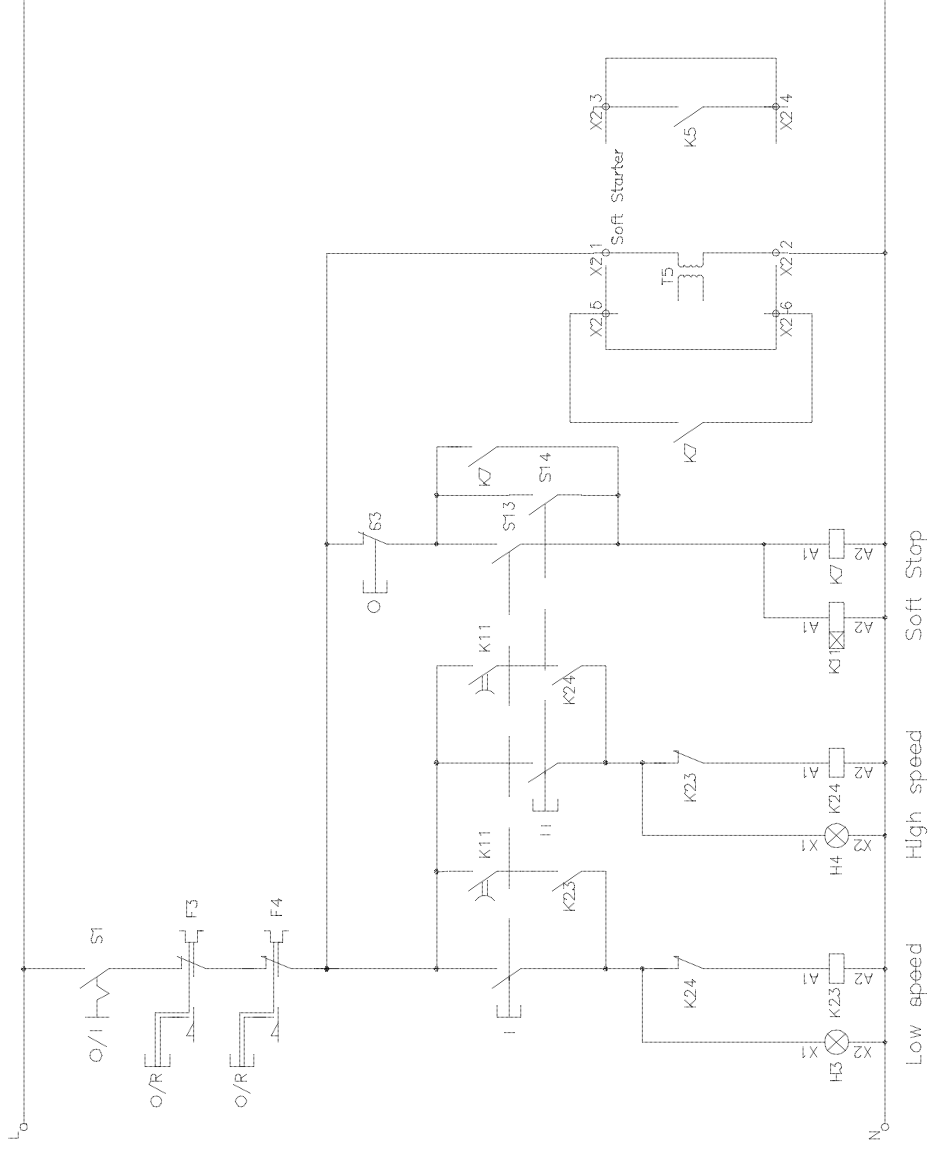 L
S1
O/I
F3
O/R
F4
O/R
X2 3
K5
X2 4
Soft Starter
X2 1
T5
X2 2
X2 5
X2 6
K7
K7
S14
S13
S3
O
K11
K24
K11
K23
II
I
K23
K24
A1
K7
A2
A1
K11
A2
A1
K24
A2
X1
H4
X2
A1
K23
A2
X1
H3
X2
N
Soft Stop
High speed
Low speed